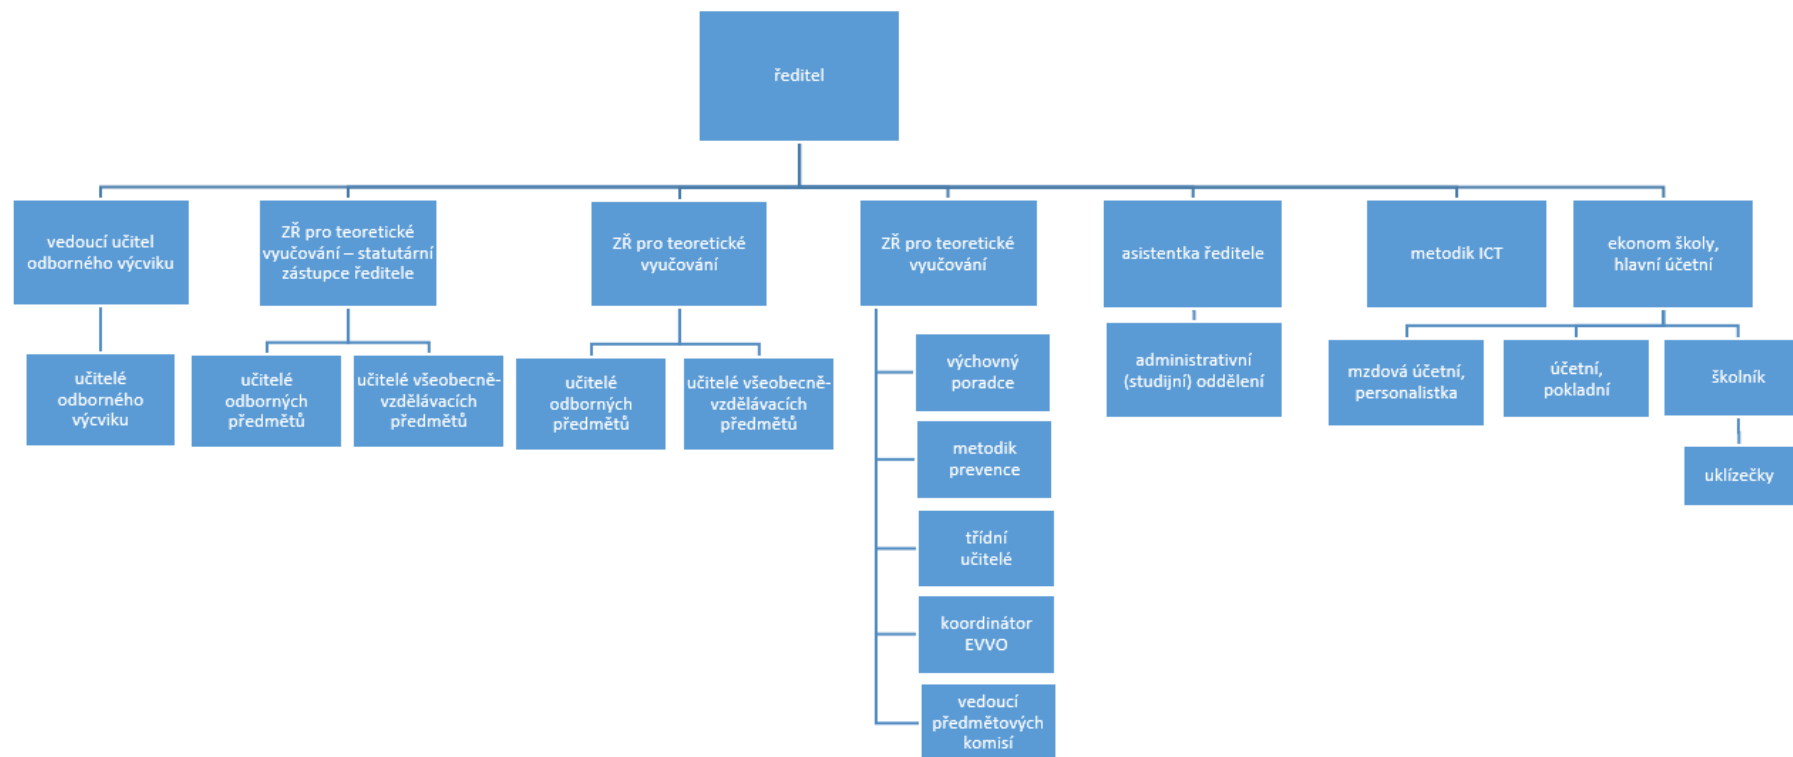 ředitel
vedoucí učitel
odborného výcviku
ZŘ pro teoretické
vyučování – statutární
zástupce ředitele
ZŘ pro teoretické
vyučování
ZŘ pro teoretické
vyučování
asistentka ředitele
metodik ICT
ekonom školy,
hlavní účetní
učitelé
odborného
výcviku
učitelé
odborných
předmětů
učitelé všeobecně-
vzdělávacích
předmětů
učitelé
odborných
předmětů
učitelé všeobecně-
vzdělávacích
předmětů
výchovný
poradce
metodik
prevence
třídní
učitelé
koordinátor
EVVO
vedoucí
předmětových
komisí
administrativní
(studijní) oddělení
mzdová účetní,
personalistka
účetní,
pokladní
školník
uklízečky